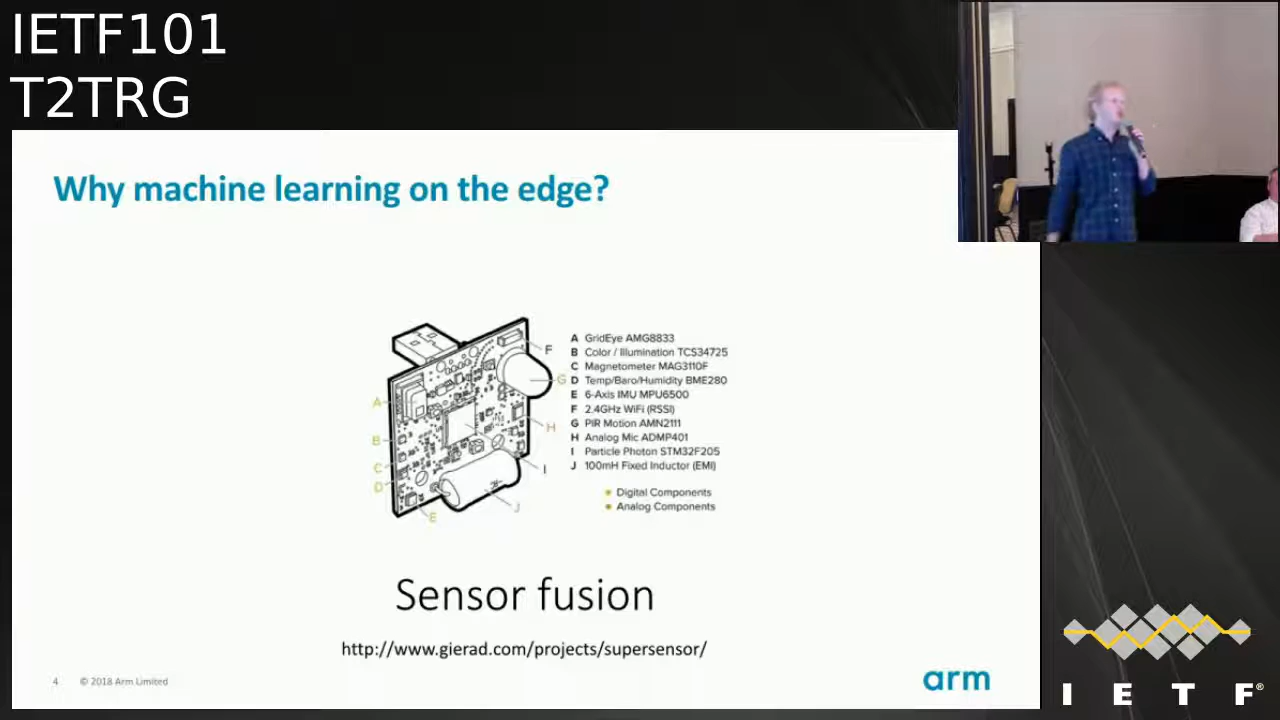 IETF101
T2TRG
Why machine learning on the edge?
A GridEye AMG8833
B Color / Illumination TCS34725
C Magnetometer MAG3110F
D Temp/Baro/Humidity BME280
E 6-Axis IMU MPU6500
F 2.4GHz WiFi (RSSI)
G PIR Motion AMN2111
H Analog Mic ADMP401
I Particle Photon STM32F205
J 100mH Fixed Inductor (EMI)
Digital Components
Analog Components
A
B
C
D
E
F
G
H
I
J
Sensor fusion
http://www.gierad.com/projects/supersensor/
4 © 2018 Arm Limited
arm
I E T F®